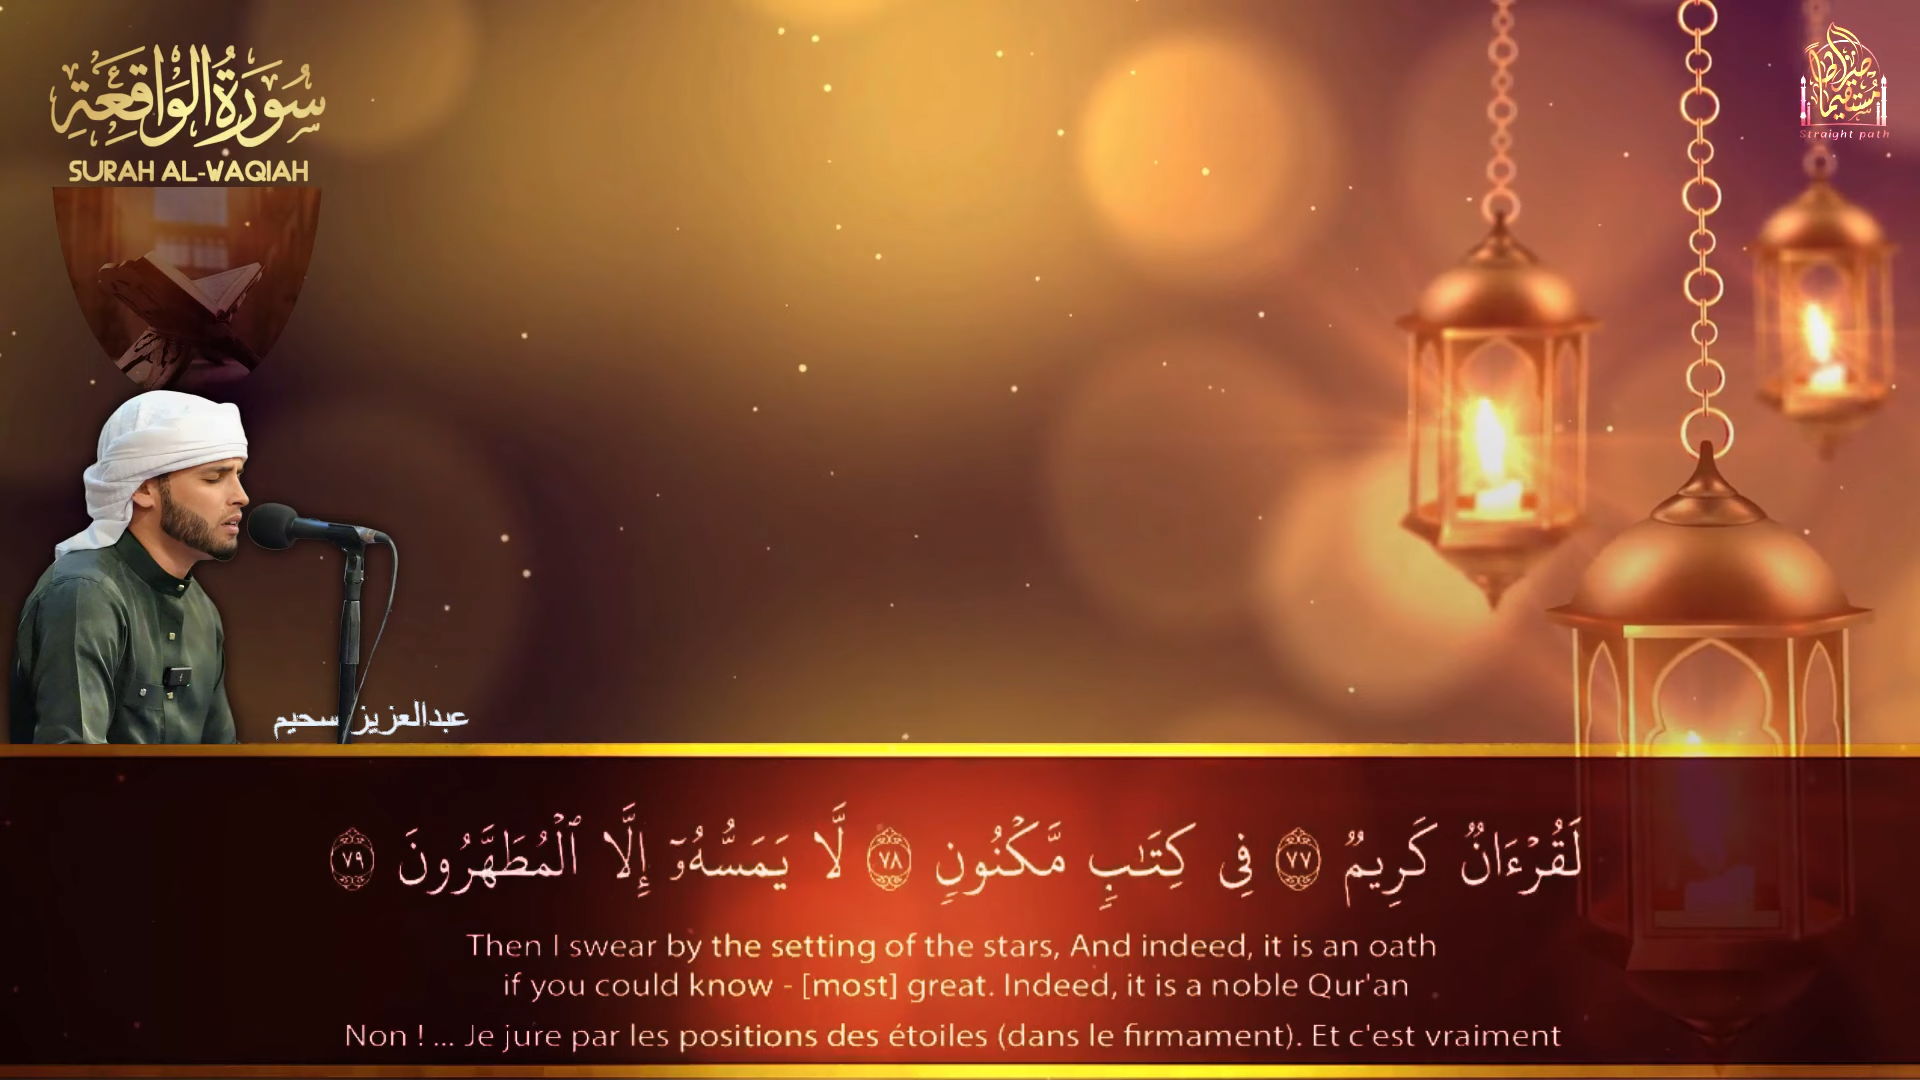 سُورَةُ الْوَاقِعَةِ
SURAH AL-WAQIAH
صِرَاطًا
مُسْتَقِيمًا
Straight path
عبدالعزيز سحيم
لَقُرْءَانٌ كَرِيمٌ ٧٧ فِى كِتَٰبٍ مَّكْنُونٍ ٧٨ لَّا يَمَسُّهُۥٓ إِلَّا ٱلْمُطَهَّرُونَ ٧٩
Then I swear by the setting of the stars, And indeed, it is an oath
if you could know - [most] great. Indeed, it is a noble Qur'an
Non ! ... Je jure par les positions des étoiles (dans le firmament). Et c'est vraiment